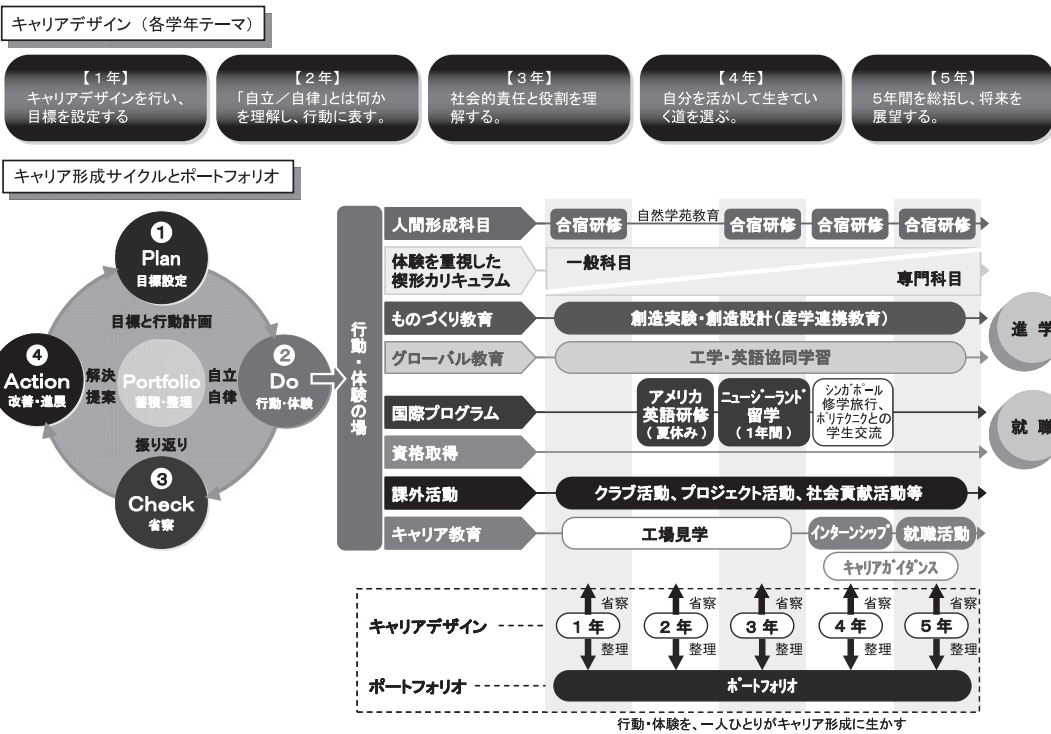 キャリアデザイン（各学年テーマ）
【1年】
キャリアデザインを行い、
目標を設定する
【2年】
「自立／自律」とは何か
を理解し、行動に表す。
【3年】
社会的責任と役割を理
解する。
【4年】
自分を活かして生きてい
く道を選ぶ。
【5年】
5年間を総括し、将来を
展望する。
キャリア形成サイクルとポートフォリオ
❶
Plan
目標設定
目標と行動計画
❷
Do
行動・体験
自立
自律
❸
Check
省察
振り返り
❹
Action
改善・進展
解決
提案
Portfolio
蓄積・整理
行動・体験の場
人間形成科目
合宿研修
自然学苑教育
合宿研修
合宿研修
合宿研修
体験を重視した
楔形カリキュラム
一般科目
専門科目
ものづくり教育
創造実験・創造設計（産学連携教育）
グローバル教育
工学・英語協同学習
国際プログラム
アメリカ
英語研修
（夏休み）
ニュージーランド
留学
（1年間）
シンガポール
修学旅行、
ポリテクニクとの
学生交流
資格取得
課外活動
クラブ活動、プロジェクト活動、社会貢献活動等
キャリア教育
工場見学
インターンシップ
就職活動
キャリアガイダンス
進学
就職
キャリアデザイン
省察
1年
整理
省察
2年
整理
省察
3年
整理
省察
4年
整理
省察
5年
整理
ポートフォリオ
ポートフォリオ
行動・体験を、一人ひとりがキャリア形成に生かす